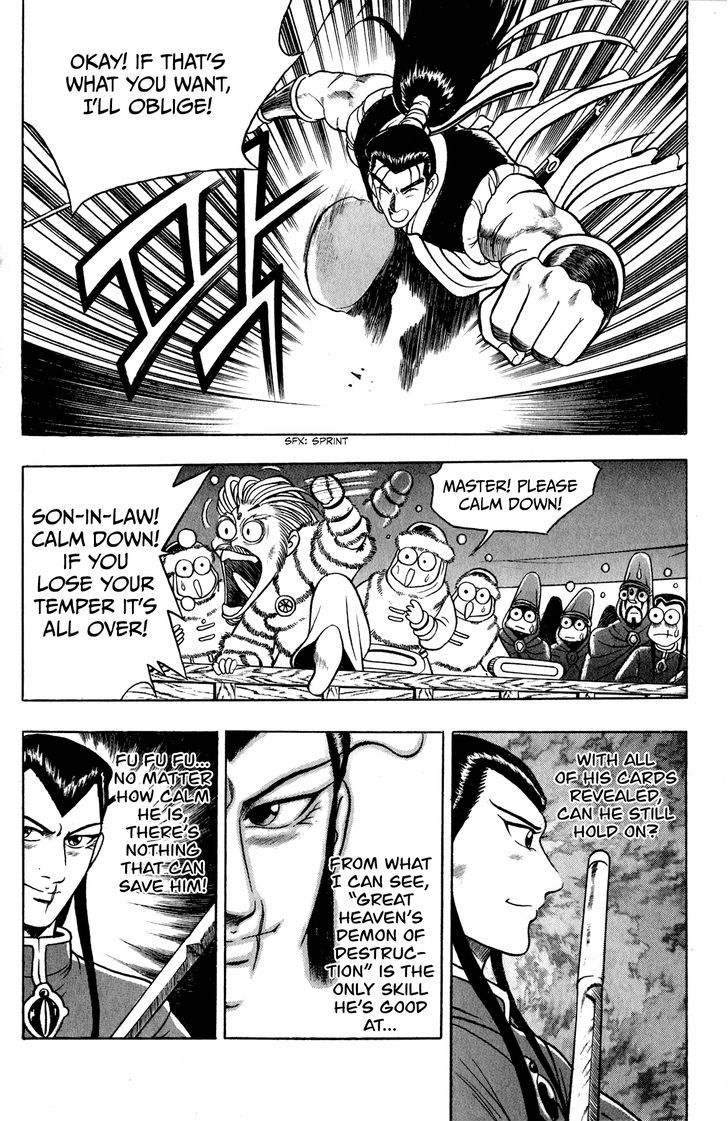 OKAY! IF THAT'S
WHAT YOU WANT,
I'LL OBLIGE!
팟
SFX: SPRINT
MASTER! PLEASE
CALM DOWN!
SON-IN-LAW!
CALM DOWN!
IF YOU
LOSE YOUR
TEMPER IT'S
ALL OVER!
WITH ALL
OF HIS CARDS
REVEALED,
CAN HE STILL
HOLD ON?
FROM WHAT
I CAN SEE,
"GREAT
HEAVEN'S
DEMON OF
DESTRUC-
TION" IS THE
ONLY SKILL
HE'S GOOD
AT...
FU FU FU...
NO MATTER
HOW CALM
HE IS,
THERE'S
NOTHING
THAT CAN
SAVE HIM!